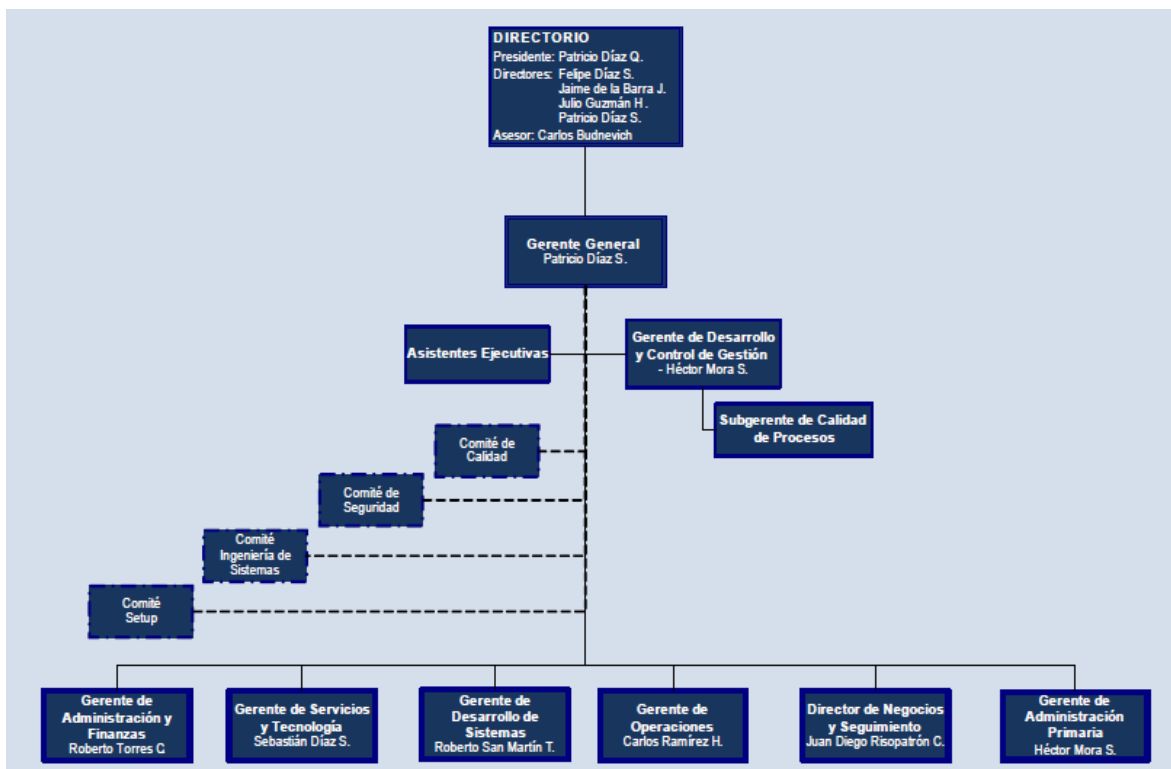 DIRECTORIO
Presidente: Patricio Díaz Q.
Directores: Felipe Díaz S.
Jaime de la Barra J.
Julio Guzmán H .
Patricio Díaz S.
Asesor: Carlos Budnevich
Gerente General
Patricio Díaz S.
Asistentes Ejecutivas
Gerente de Desarrollo
y Control de Gestión
- Héctor Mora S.
Subgerente de Calidad
de Procesos
Comité de
Calidad
Comité de
Seguridad
Comité
Ingeniería de
Sistemas
Comité
Setup
Gerente de
Administración y
Finanzas
Roberto Torres C
Gerente de Servicios
y Tecnología
Sebastián Díaz S.
Gerente de
Desarrollo de
Sistemas
Roberto San Martín T.
Gerente de
Operaciones
Carlos Ramírez H.
Director de Negocios
y Seguimiento
Juan Diego Risopatrón C.
Gerente de
Administración
Primaria
Héctor Mora S.